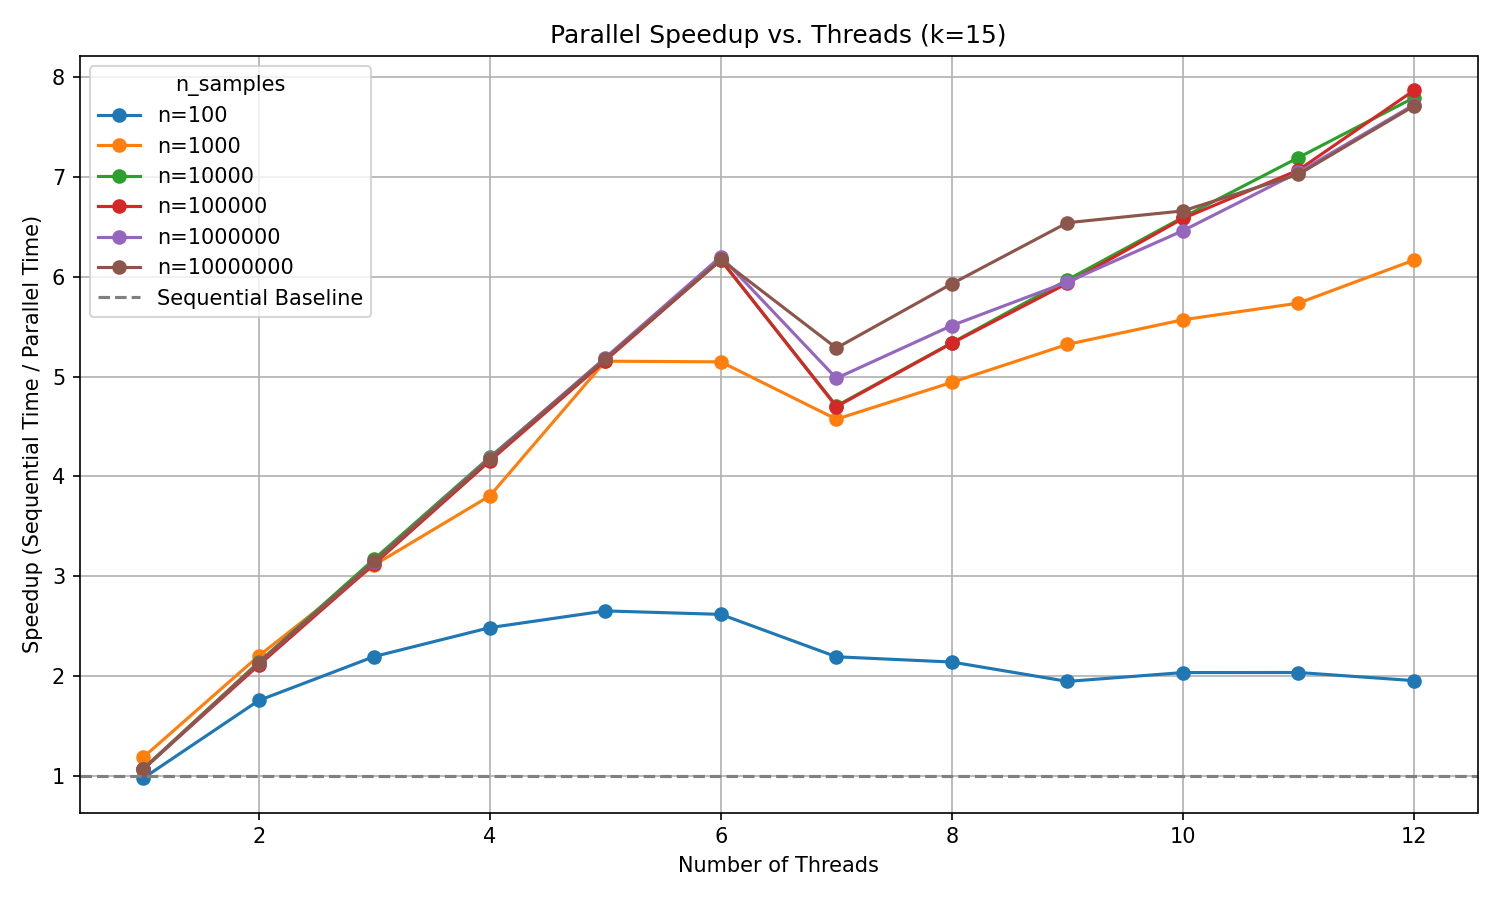 Parallel Speedup vs. Threads (k=15)
n_samples
n=100
n=1000
n=10000
n=100000
n=1000000
n=10000000
Sequential Baseline
Speedup (Sequential Time / Parallel Time)
8
7
6
5
4
3
2
1
2 4 6 8 10 12
Number of Threads